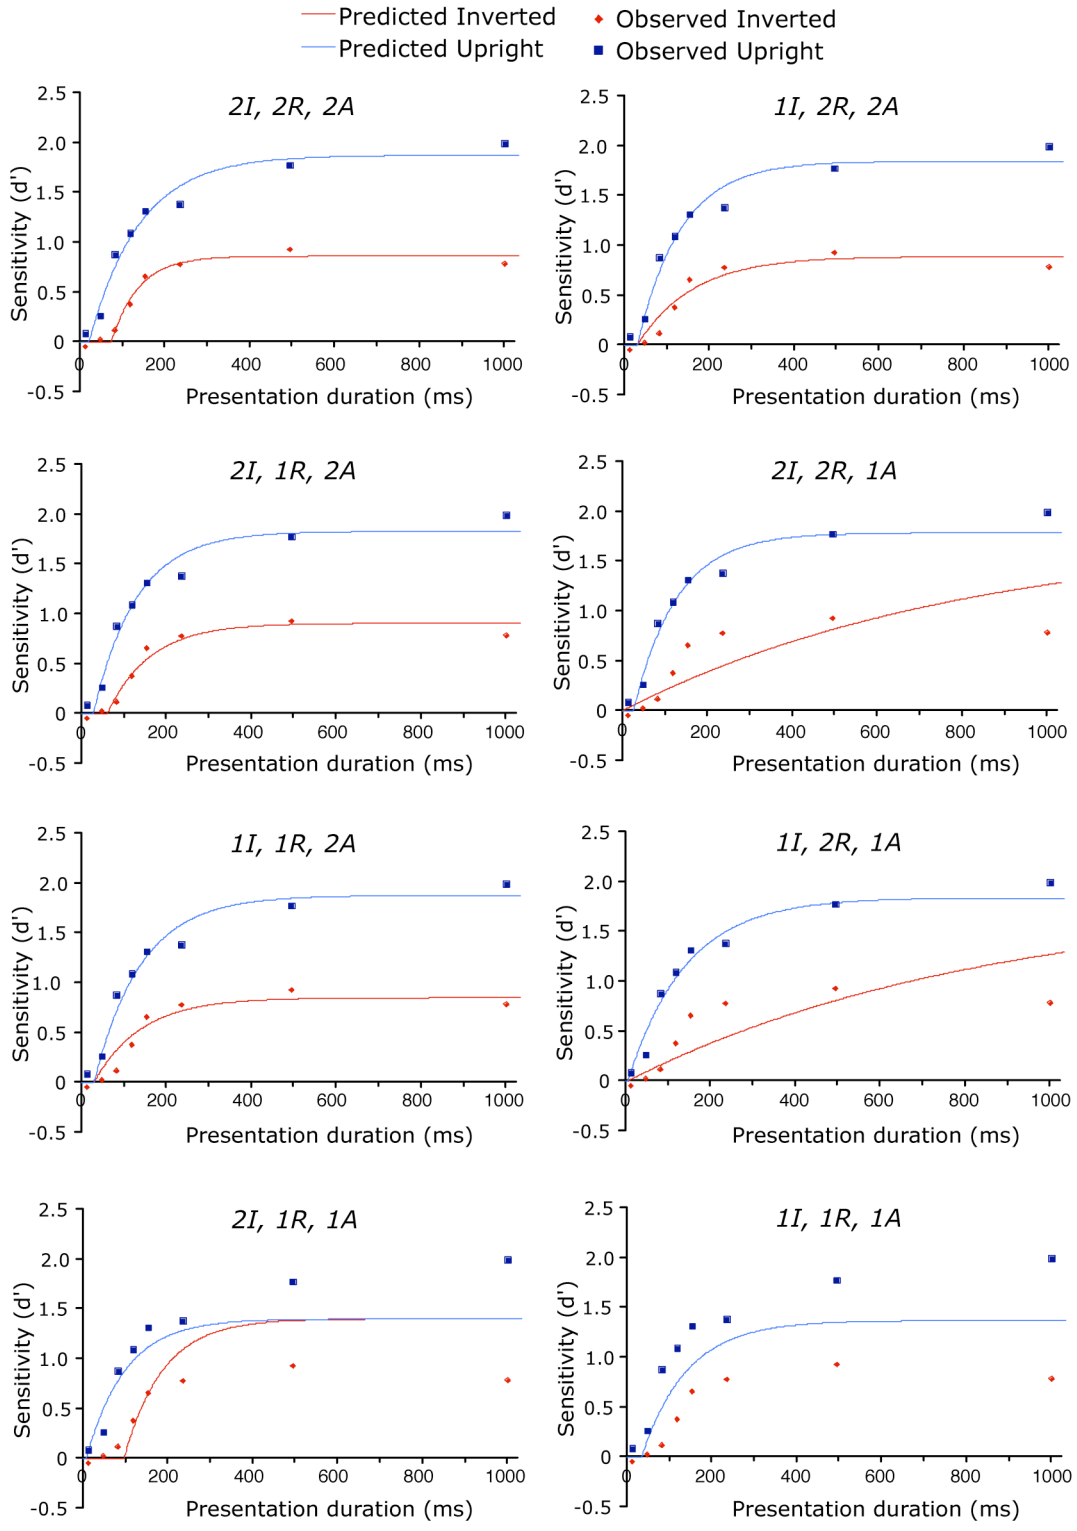 Predicted Inverted
Observed Inverted
Predicted Upright
Observed Upright
2I, 2R, 2A
2.5
2.0
1.5
1.0
0.5
0
-0.5
Sensitivity (d')
0 200 400 600 800 1000
Presentation duration (ms)
1I, 2R, 2A
2.5
2.0
1.5
1.0
0.5
0
-0.5
Sensitivity (d')
0 200 400 600 800 1000
Presentation duration (ms)
2I, 1R, 2A
2.5
2.0
1.5
1.0
0.5
0
-0.5
Sensitivity (d')
0 200 400 600 800 1000
Presentation duration (ms)
2I, 2R, 1A
2.5
2.0
1.5
1.0
0.5
0
-0.5
Sensitivity (d')
0 200 400 600 800 1000
Presentation duration (ms)
1I, 1R, 2A
2.5
2.0
1.5
1.0
0.5
0
-0.5
Sensitivity (d')
0 200 400 600 800 1000
Presentation duration (ms)
1I, 2R, 1A
2.5
2.0
1.5
1.0
0.5
0
-0.5
Sensitivity (d')
0 200 400 600 800 1000
Presentation duration (ms)
2I, 1R, 1A
2.5
2.0
1.5
1.0
0.5
0
-0.5
Sensitivity (d')
0 200 400 600 800 1000
Presentation duration (ms)
1I, 1R, 1A
2.5
2.0
1.5
1.0
0.5
0
-0.5
Sensitivity (d')
0 200 400 600 800 1000
Presentation duration (ms)